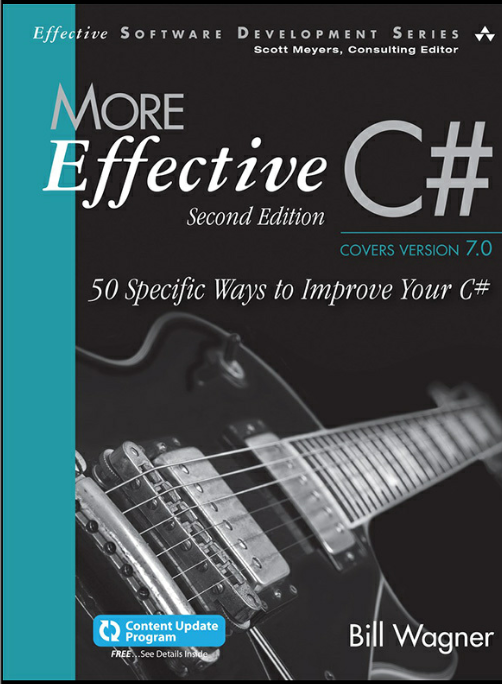 Effective SOFTWARE DEVELOPMENT SERIES
Scott Meyers, Consulting Editor
MORE
Effective C#
Second Edition
COVERS VERSION 7.0
50 Specific Ways to Improve Your C#
Content Update
Program
FREE...See Details Inside
Bill Wagner